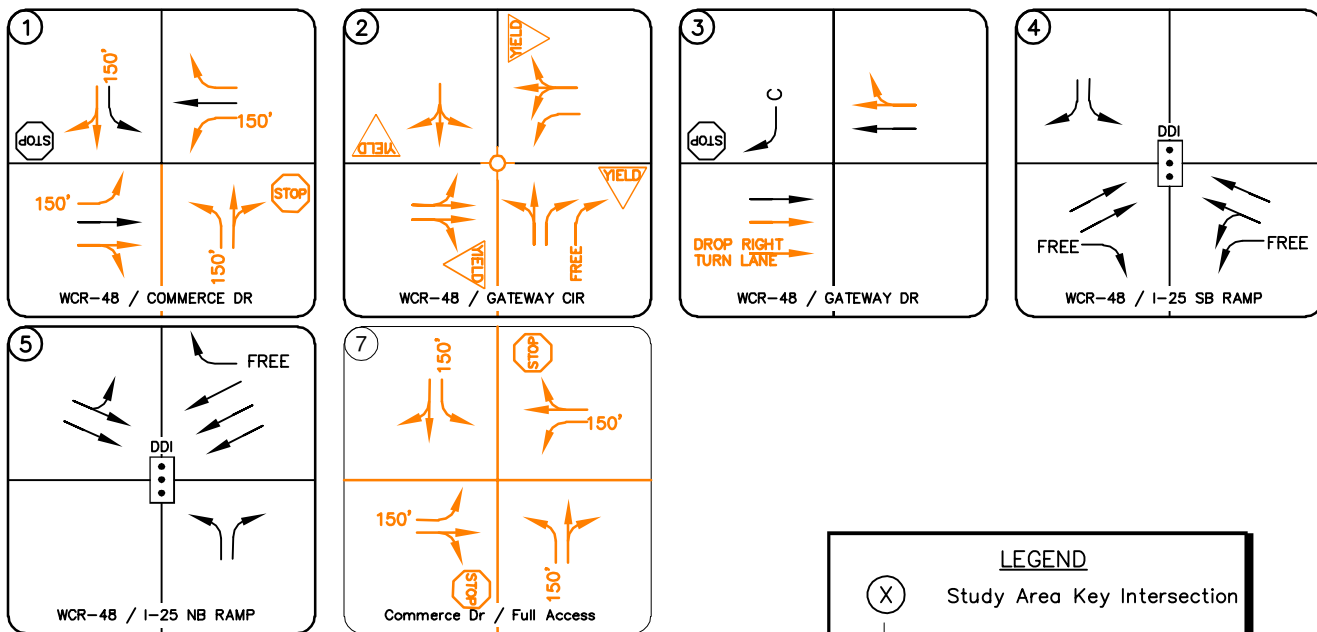 1
150'
STOP
150'
150'
STOP
150'
WCR-48 / COMMERCE DR
2
YIELD
YIELD
YIELD
YIELD
FREE
WCR-48 / GATEWAY CIR
3
C
STOP
DROP RIGHT
TURN LANE
WCR-48 / GATEWAY DR
4
DDI
FREE
FREE
WCR-48 / I-25 SB RAMP
5
FREE
DDI
WCR-48 / I-25 NB RAMP
7
150'
STOP
150'
150'
STOP
150'
Commerce Dr / Full Access
LEGEND
X Study Area Key Intersection